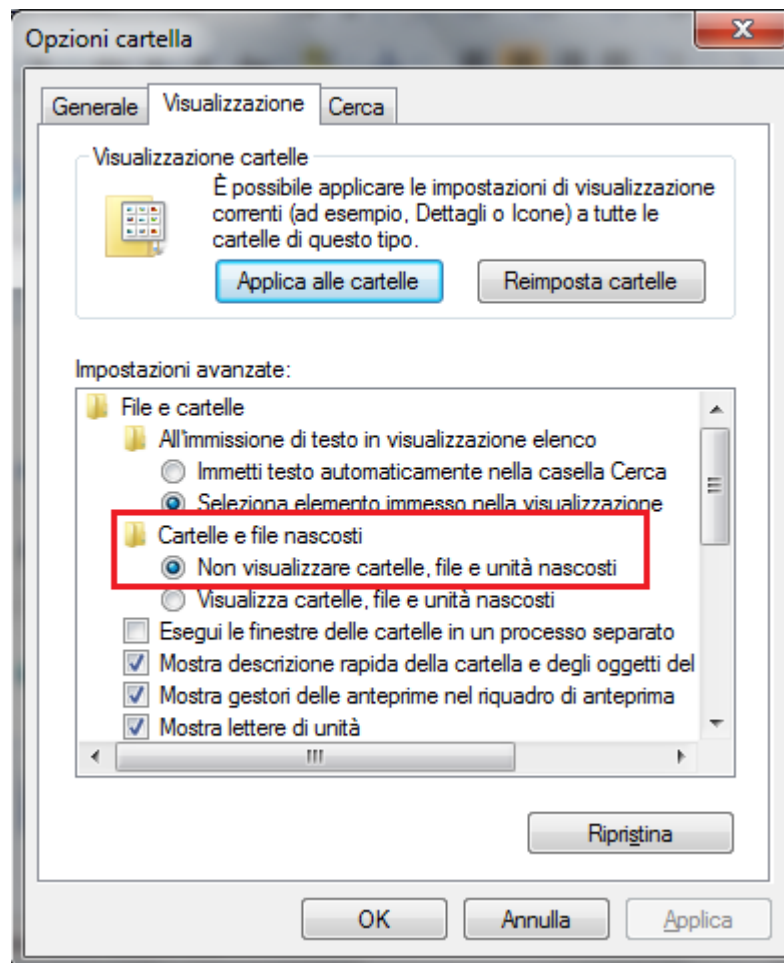 Opzioni cartella
Generale
Visualizzazione
Cerca
Visualizzazione cartelle
È possibile applicare le impostazioni di visualizzazione
correnti (ad esempio, Dettagli o Icone) a tutte le
cartelle di questo tipo.
Applica alle cartelle
Reimposta cartelle
Impostazioni avanzate:
File e cartelle
All'immissione di testo in visualizzazione elenco
Immetti testo automaticamente nella casella Cerca
Seleziona elemento immesso nella visualizzazione
Cartelle e file nascosti
Non visualizzare cartelle, file e unità nascosti
Visualizza cartelle, file e unità nascosti
Esegui le finestre delle cartelle in un processo separato
Mostra descrizione rapida della cartella e degli oggetti del
Mostra gestori delle anteprime nel riquadro di anteprima
Mostra lettere di unità
Ripristina
OK
Annulla
Applica